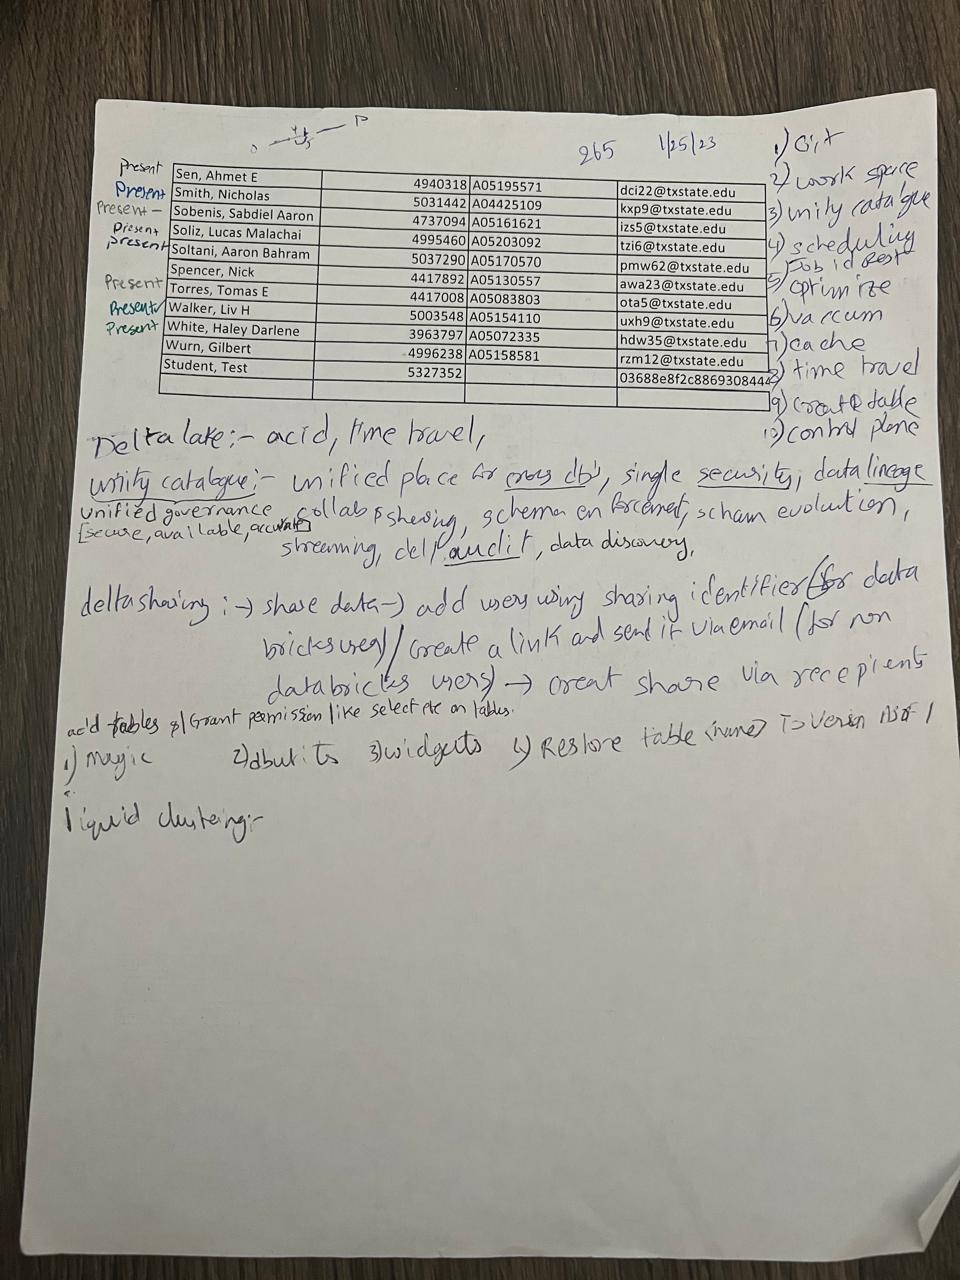 P
265 1/25/23
Present Sen, Ahmet E 4940318 A05195571 dci22@txstate.edu
Present Smith, Nicholas 5031442 A04425109 kxp9@txstate.edu
Present - Sobenis, Sabdiel Aaron 4737094 A05161621 izs5@txstate.edu
Present Soliz, Lucas Malachai 4995460 A05203092 tzi6@txstate.edu
Present Soltani, Aaron Bahram 5037290 A05170570 pmw62@txstate.edu
Spencer, Nick 4417892 A05130557 awa23@txstate.edu
Present Torres, Tomas E 4417008 A05083803 ota5@txstate.edu
Present Walker, Liv H 5003548 A05154110 uxh9@txstate.edu
Present White, Haley Darlene 3963797 A05072335 hdw35@txstate.edu
Wurn, Gilbert 4996238 A05158581 rzm12@txstate.edu
Student, Test 5327352 03688e8f2c8869308444
1) Git
2) work space
3) unity catalgue
4) scheduling
Job id Rest
5) optimize
6) vaccum
7) cache
8) time travel
9) create table
10) control plane
Delta lake:- acid, time travel,
unity catalogue:- unified place for cross db's, single security, data lineage
unified governance collab & sharing, schema enforcement, scham evolution,
[secure, available, accurate]
streaming, del/ audit, data discovery,
delta sharing :-> share data -> add users using sharing identifier (for data
bricks user) / create a link and send it via email (for non
databricks users) -> creat share via recepients
acid tables Grant permission like select etc on tables.
1) magic 2) dbutits 3) widgets 4) Restore table <name> To Version As of 1
liquid clustering:-